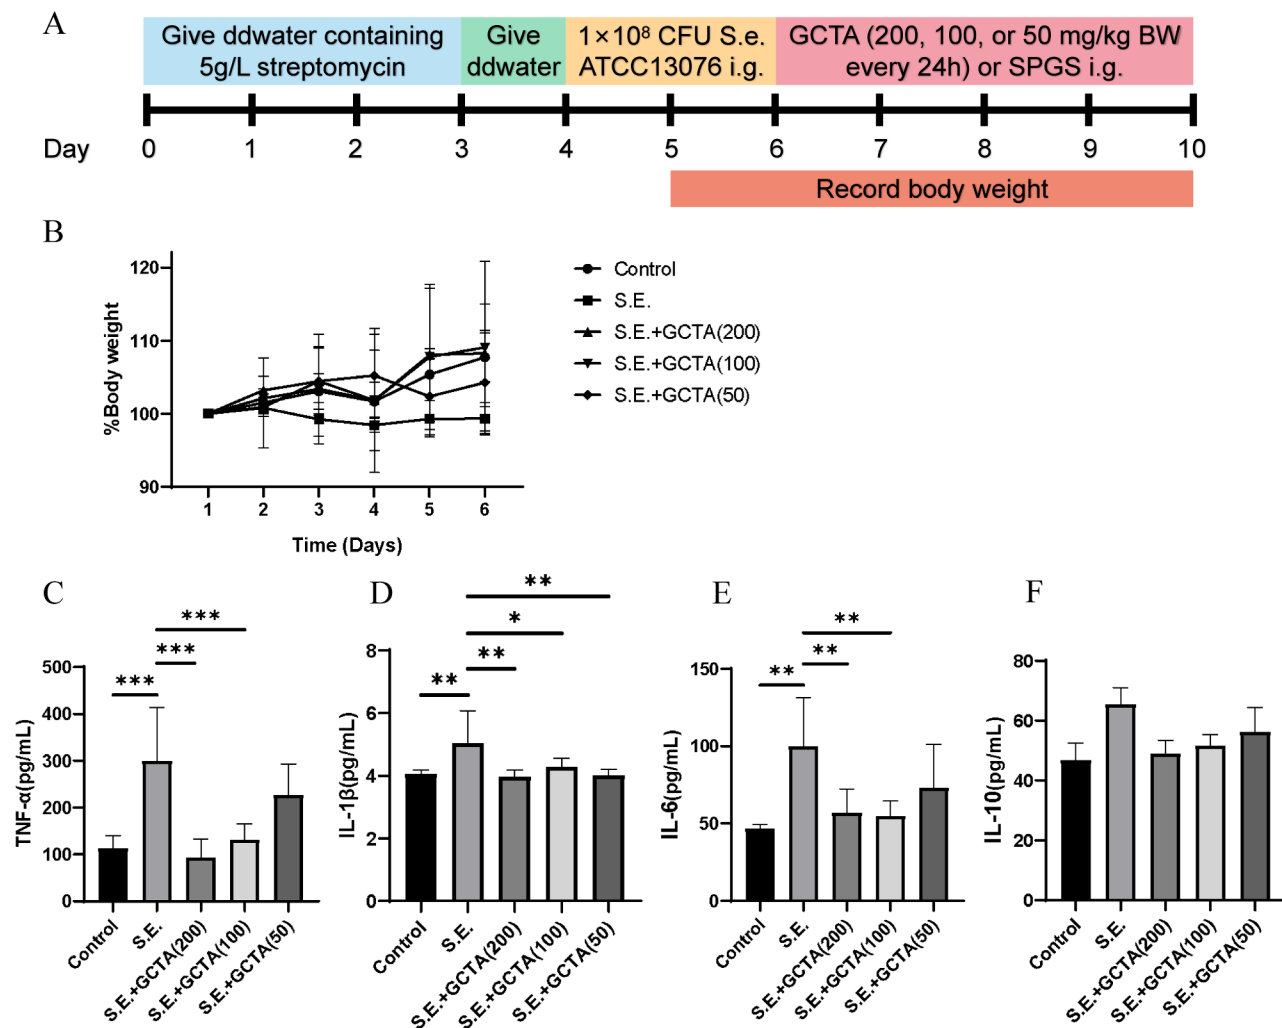 A
Give ddwater containing
5g/L streptomycin
Give
ddwater
1×10⁸ CFU S.e.
ATCC13076 i.g.
GCTA (200, 100, or 50 mg/kg BW
every 24h) or SPGS i.g.
Day 0 1 2 3 4 5 6 7 8 9 10
Record body weight
B
%Body weight
120
110
100
90
1 2 3 4 5 6
Time (Days)
Control
S.E.
S.E.+GCTA(200)
S.E.+GCTA(100)
S.E.+GCTA(50)
C
***
***
***
TNF-α(pg/mL)
500
400
300
200
100
0
Control
S.E.
S.E.+GCTA(200)
S.E.+GCTA(100)
S.E.+GCTA(50)
D
**
*
**
**
IL-1β(pg/mL)
8
6
4
2
0
Control
S.E.
S.E.+GCTA(200)
S.E.+GCTA(100)
S.E.+GCTA(50)
E
**
**
**
IL-6(pg/mL)
150
100
50
0
Control
S.E.
S.E.+GCTA(200)
S.E.+GCTA(100)
S.E.+GCTA(50)
F
IL-10(pg/mL)
80
60
40
20
0
Control
S.E.
S.E.+GCTA(200)
S.E.+GCTA(100)
S.E.+GCTA(50)